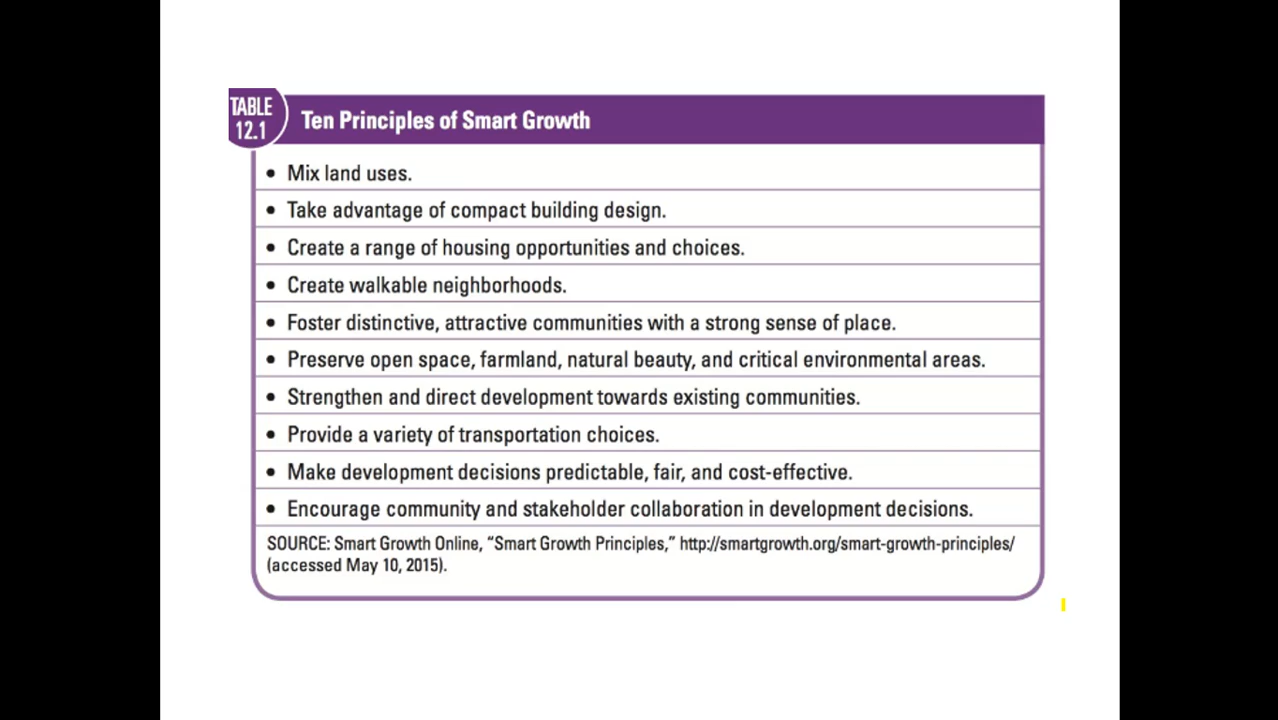 TABLE
12.1
Ten Principles of Smart Growth
• Mix land uses.
• Take advantage of compact building design.
• Create a range of housing opportunities and choices.
• Create walkable neighborhoods.
• Foster distinctive, attractive communities with a strong sense of place.
• Preserve open space, farmland, natural beauty, and critical environmental areas.
• Strengthen and direct development towards existing communities.
• Provide a variety of transportation choices.
• Make development decisions predictable, fair, and cost-effective.
• Encourage community and stakeholder collaboration in development decisions.
SOURCE: Smart Growth Online, “Smart Growth Principles,” http://smartgrowth.org/smart-growth-principles/
(accessed May 10, 2015).